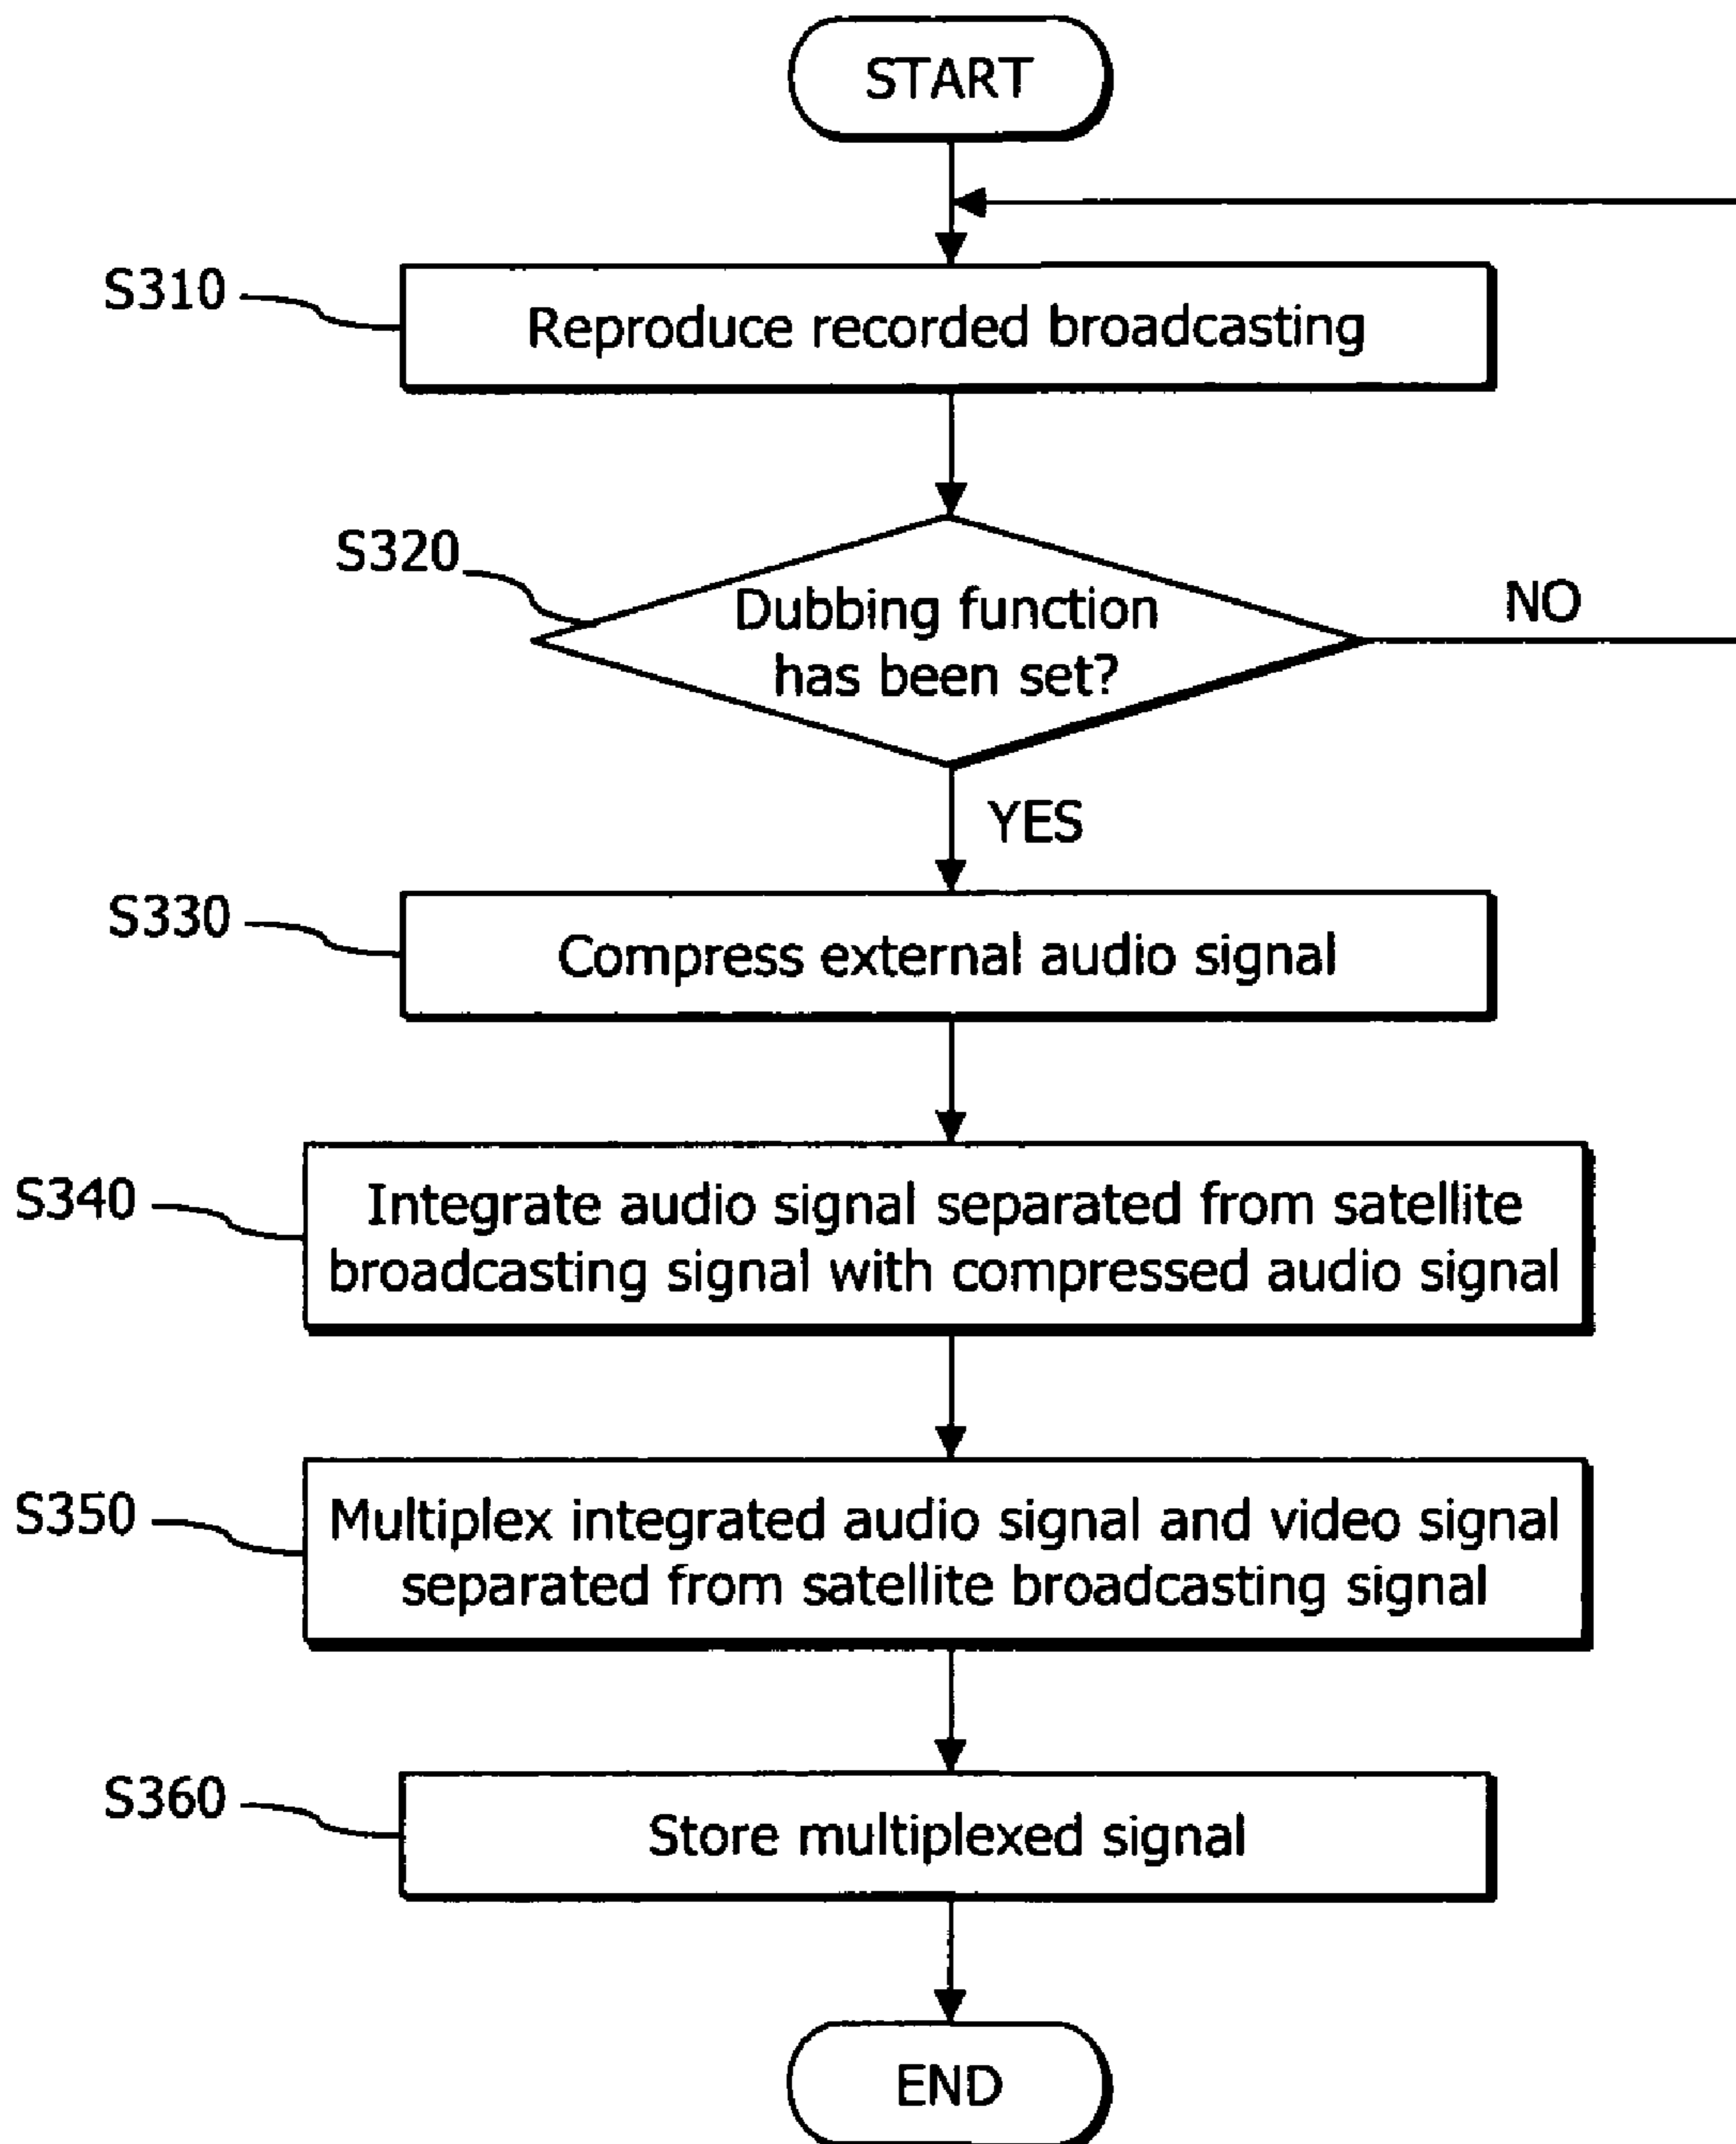 START
S310
Reproduce recorded broadcasting
S320
Dubbing function
has been set?
NO
YES
S330
Compress external audio signal
S340
Integrate audio signal separated from satellite
broadcasting signal with compressed audio signal
S350
Multiplex integrated audio signal and video signal
separated from satellite broadcasting signal
S360
Store multiplexed signal
END